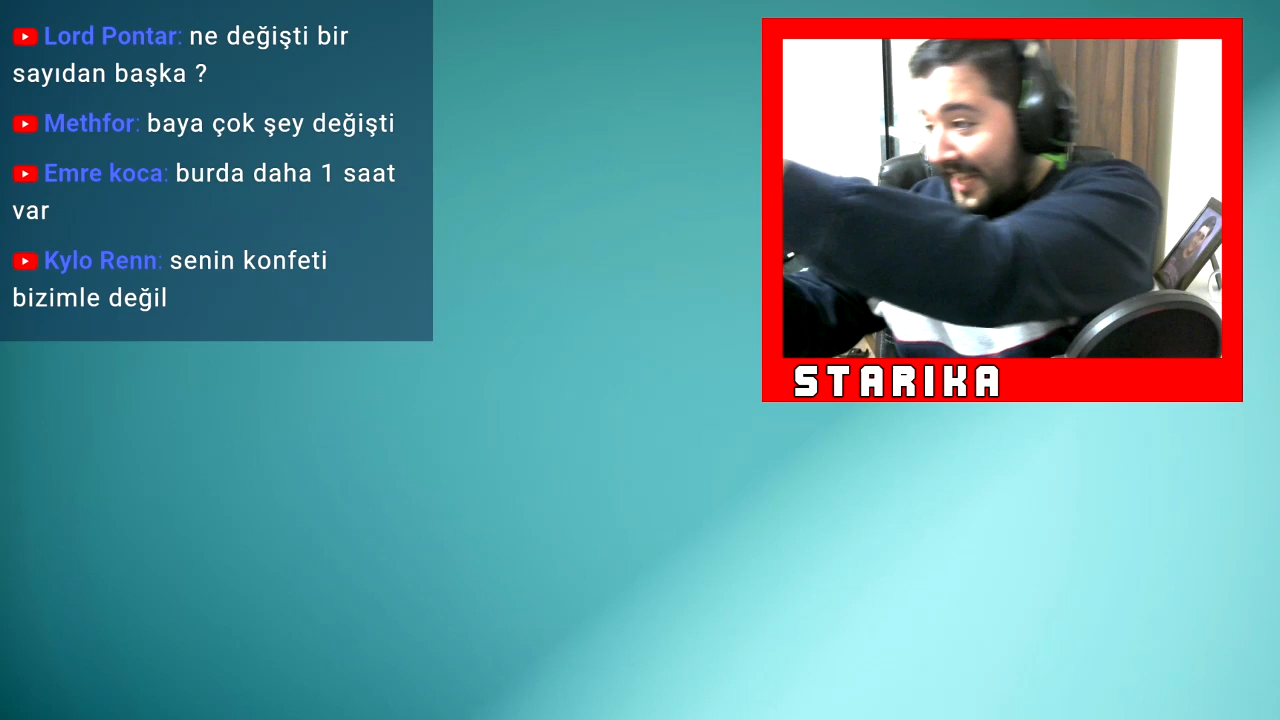 Lord Pontar: ne değişti bir
sayıdan başka ?
Methfor: baya çok şey değişti
Emre koca: burda daha 1 saat
var
Kylo Renn: senin konfeti
bizimle değil
STARIKA